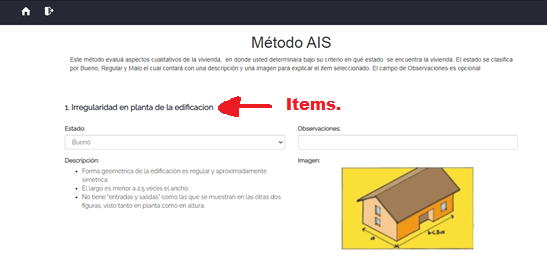 Método AIS
Este método evaluá aspectos cualitativos de la vivienda, en donde usted determinara bajo su criterio en qué estado se encuentra la vivienda. El estado se clasifica
por Bueno, Regular y Malo el cual contará con una descripción y una imagen para explicar el item seleccionado. El campo de Observaciones es opcional
1. Irregularidad en planta de la edificacion
Items.
Estado:
Observaciones:
Bueno
Descripción:
Imagen:
Forma geométrica de la edificación es regular y aproximadamente
simetrica.
El largo es menor a 2.5 veces el ancho
No tiene "entradas y salidas" como las que se muestran en las otras dos
figuras, visto tanto en planta como en altura.